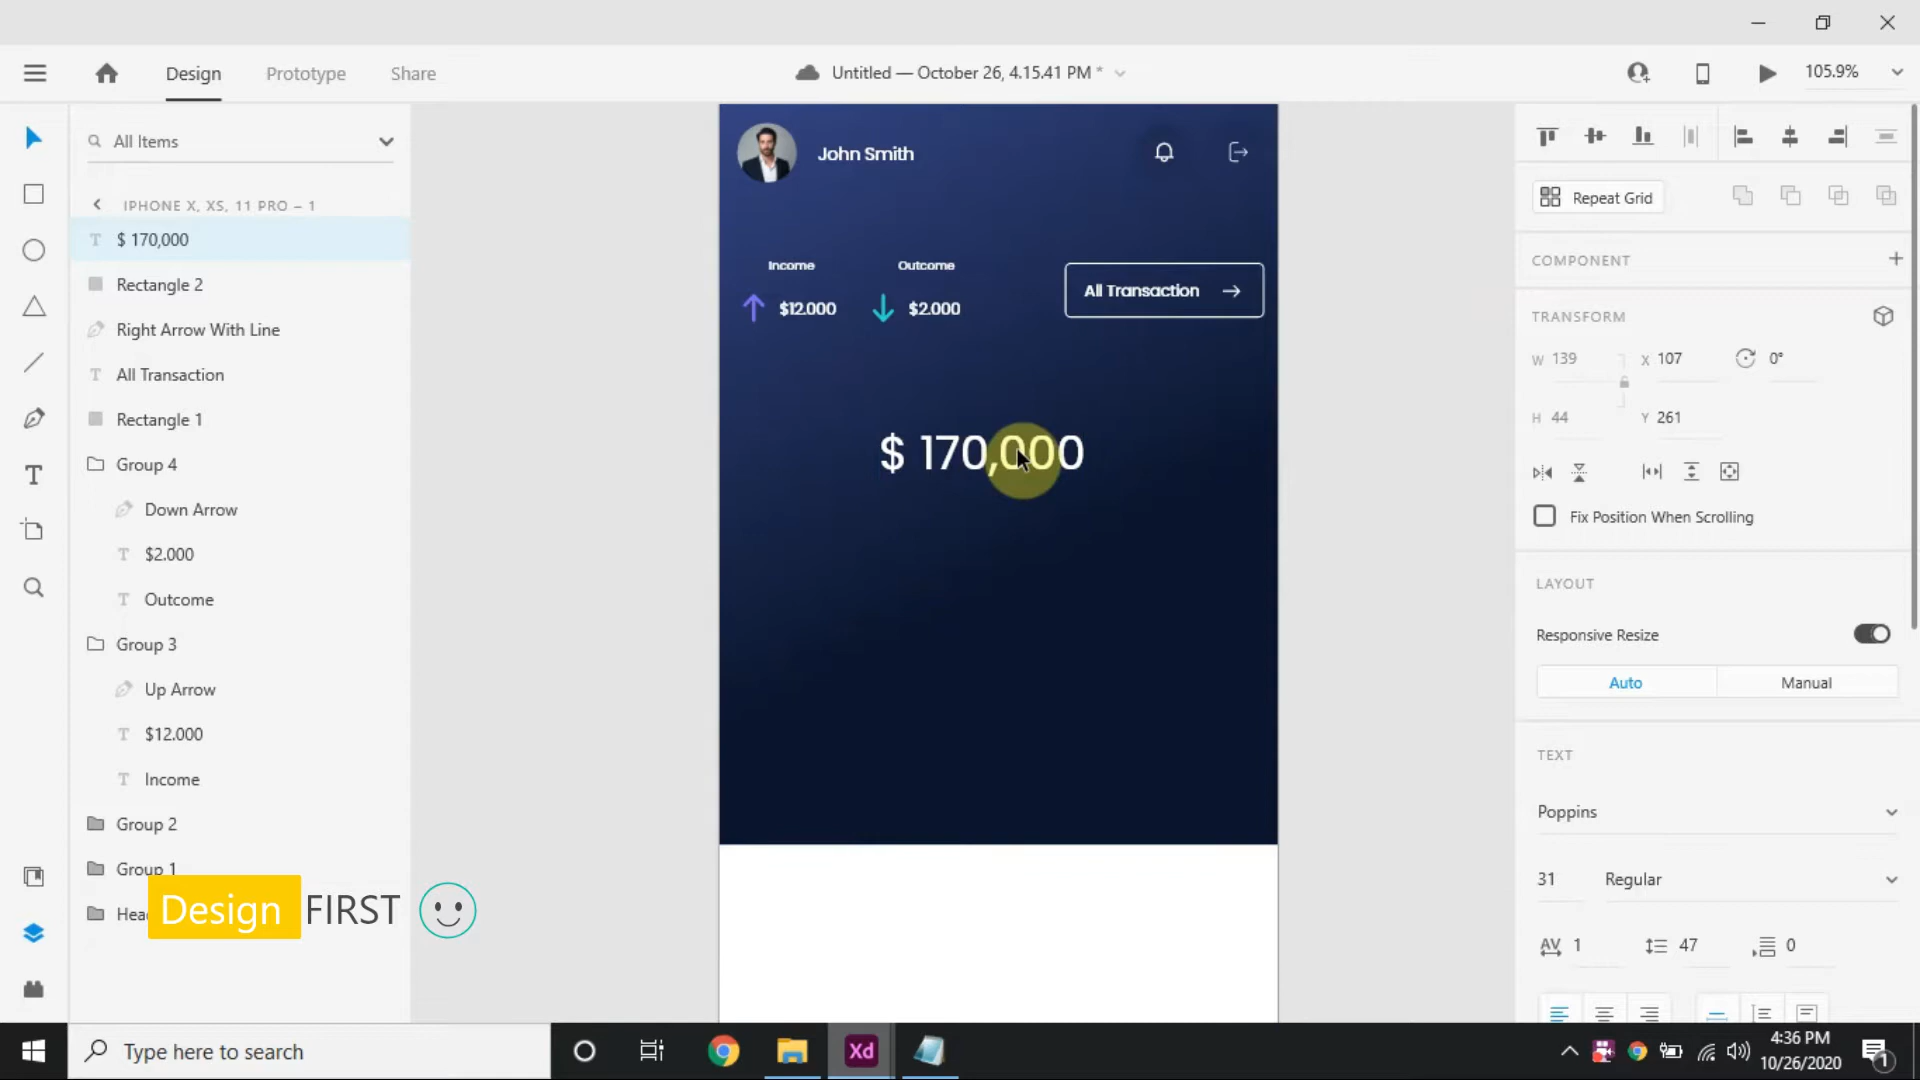 Design
Prototype
Share
Untitled — October 26, 4.15.41 PM *
105.9%
All Items
IPHONE X, XS, 11 PRO – 1
$ 170,000
Rectangle 2
Right Arrow With Line
All Transaction
Rectangle 1
Group 4
Down Arrow
$2.000
Outcome
Group 3
Up Arrow
$12.000
Income
Group 2
Group 1
Design FIRST
John Smith
Income
Outcome
$12.000
$2.000
All Transaction
$ 170,000
Repeat Grid
COMPONENT
TRANSFORM
W 139
X 107
0°
H 44
Y 261
Fix Position When Scrolling
LAYOUT
Responsive Resize
Auto
Manual
TEXT
Poppins
31
Regular
AV 1
47
0
Type here to search
Xd
4:36 PM
10/26/2020
1